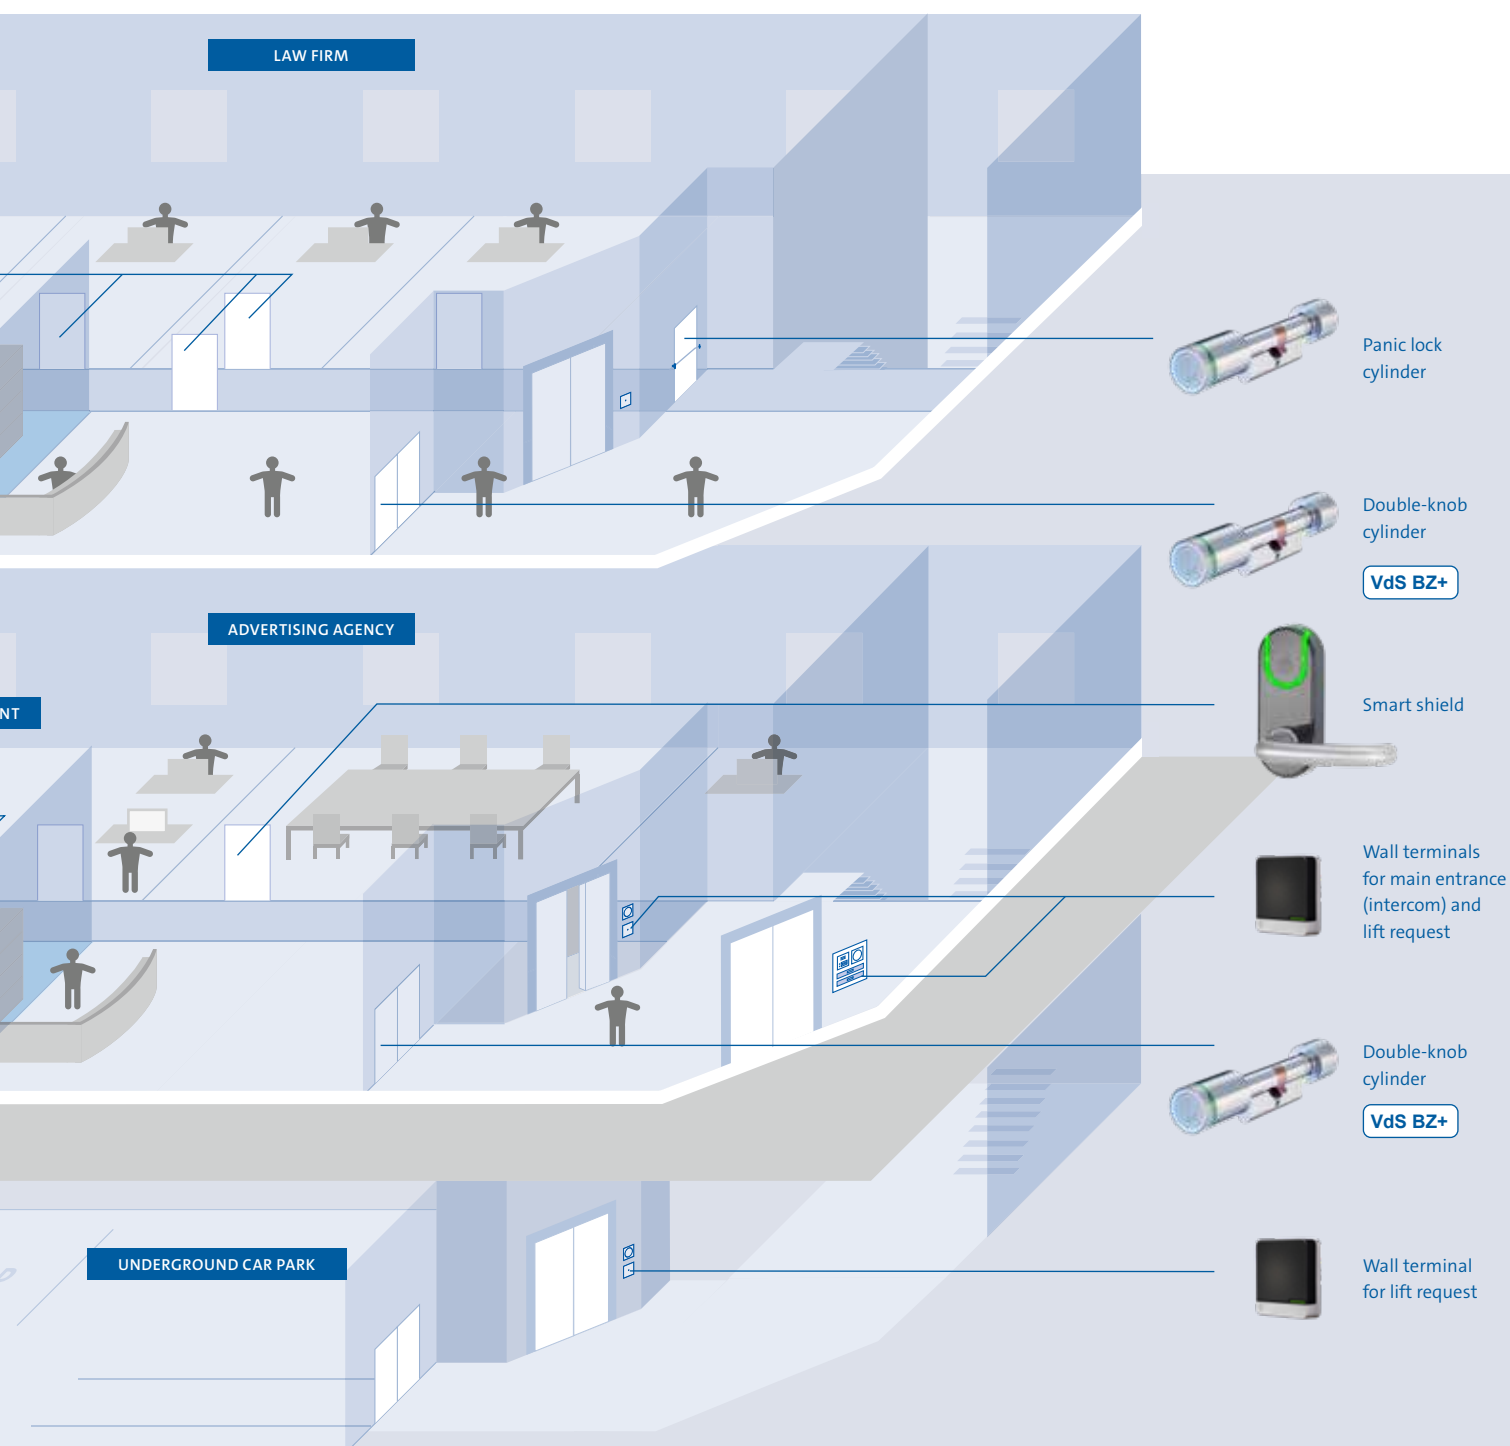 LAW FIRM
Panic lock
cylinder
Double-knob
cylinder
VdS BZ+
ADVERTISING AGENCY
NT
Smart shield
Wall terminals
for main entrance
(intercom) and
lift request
Double-knob
cylinder
VdS BZ+
UNDERGROUND CAR PARK
Wall terminal
for lift request